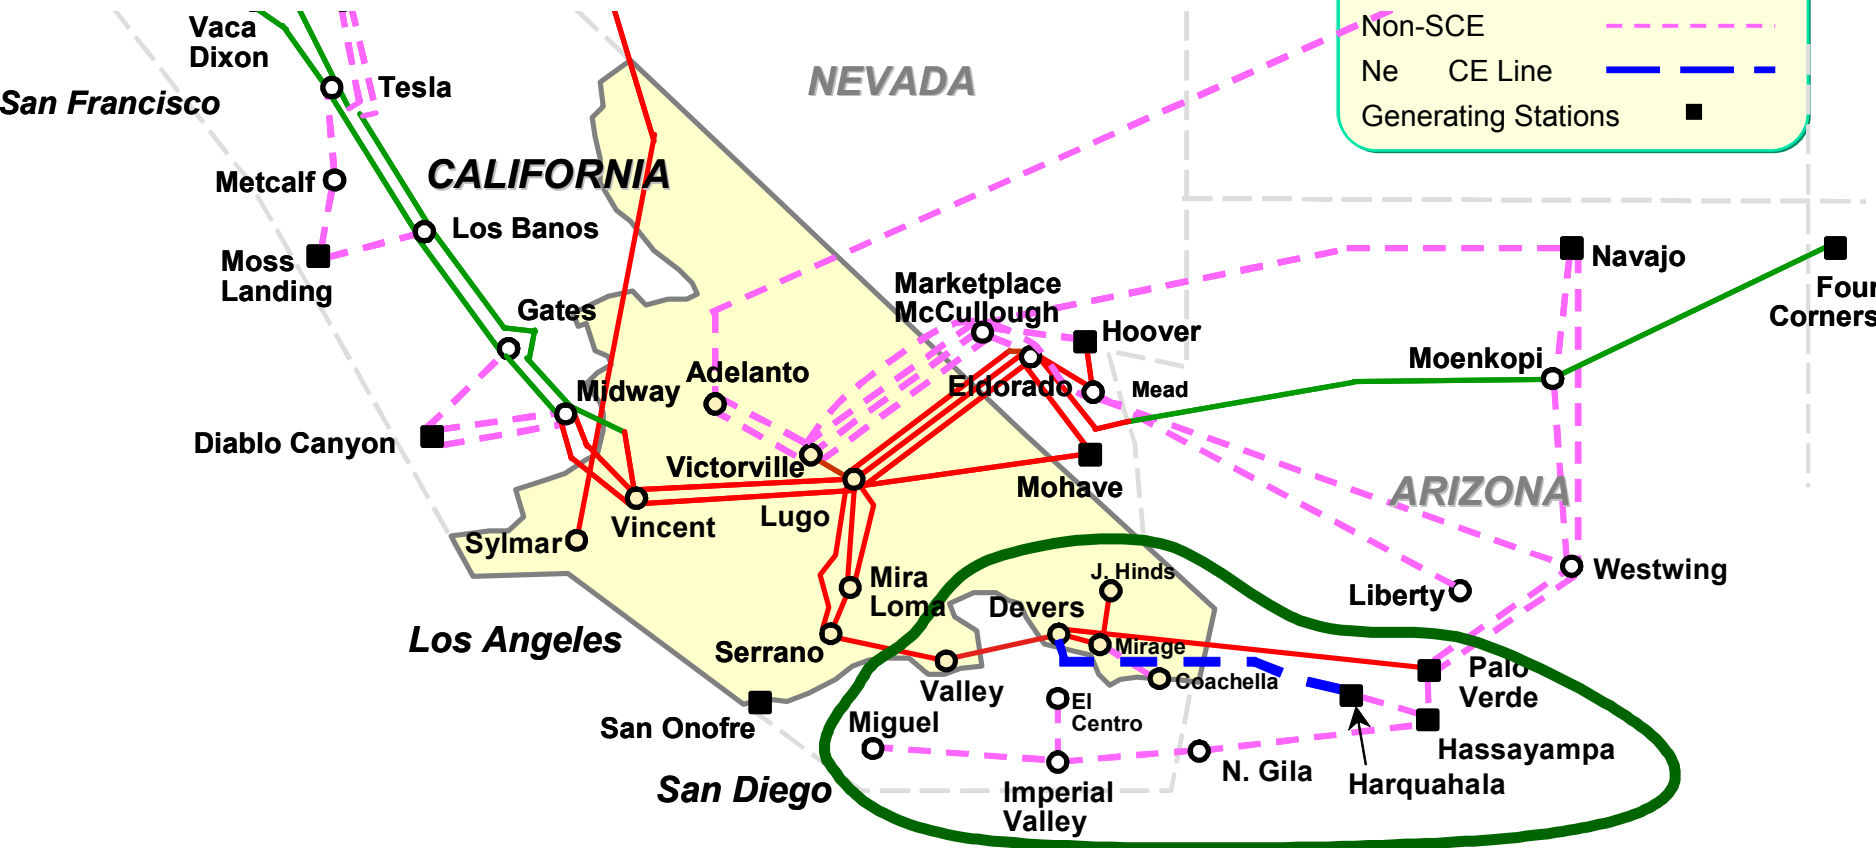 Vaca
Dixon
Tesla
San Francisco
NEVADA
Non-SCE
Ne CE Line
Generating Stations
Metcalf
CALIFORNIA
Los Banos
Moss
Landing
Gates
Marketplace
McCullough
Hoover
Navajo
Four
Corners
Moenkopi
Midway
Adelanto
Eldorado
Mead
Diablo Canyon
Victorville
Mohave
ARIZONA
Lugo
Vincent
Sylmar
J. Hinds
Westwing
Liberty
Mira
Loma
Devers
Los Angeles
Serrano
Mirage
Coachella
Palo
Verde
Valley
El
Centro
San Onofre
Miguel
Hassayampa
N. Gila
Harquahala
San Diego
Imperial
Valley